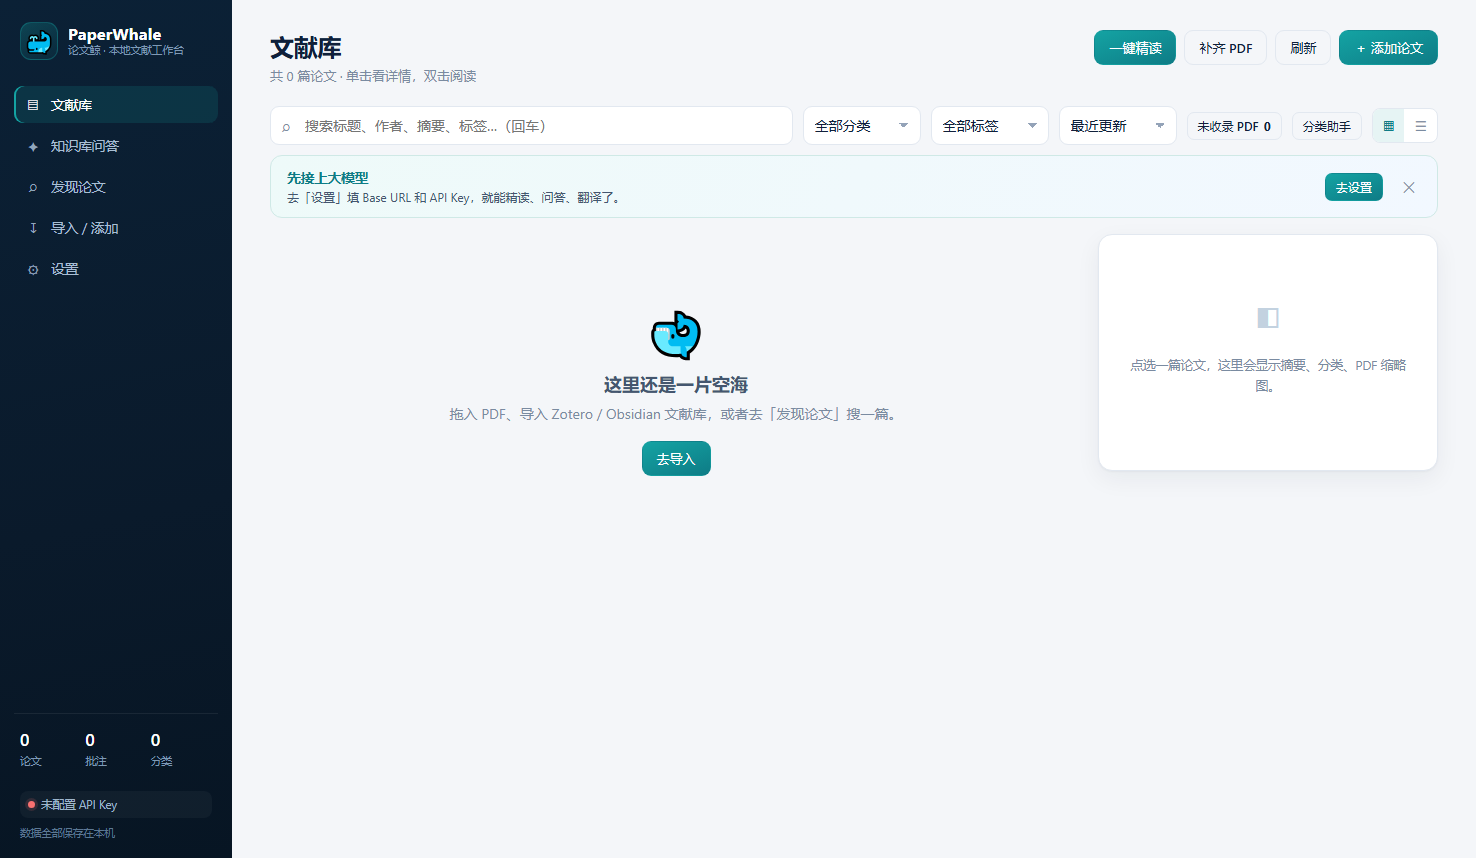 PaperWhale
论文鲸 · 本地文献工作台
文献库
知识库问答
发现论文
导入 / 添加
设置
0 0 0
论文 批注 分类
未配置 API Key
数据全部保存在本机
文献库
共 0 篇论文 · 单击看详情，双击阅读
一键精读 补齐 PDF 刷新 + 添加论文
搜索标题、作者、摘要、标签...（回车） 全部分类 全部标签 最近更新 未收录 PDF 0 分类助手
先接上大模型
去「设置」填 Base URL 和 API Key，就能精读、问答、翻译了。
去设置
这里还是一片空海
拖入 PDF、导入 Zotero / Obsidian 文献库，或者去「发现论文」搜一篇。
去导入
点选一篇论文，这里会显示摘要、分类、PDF 缩略
图。